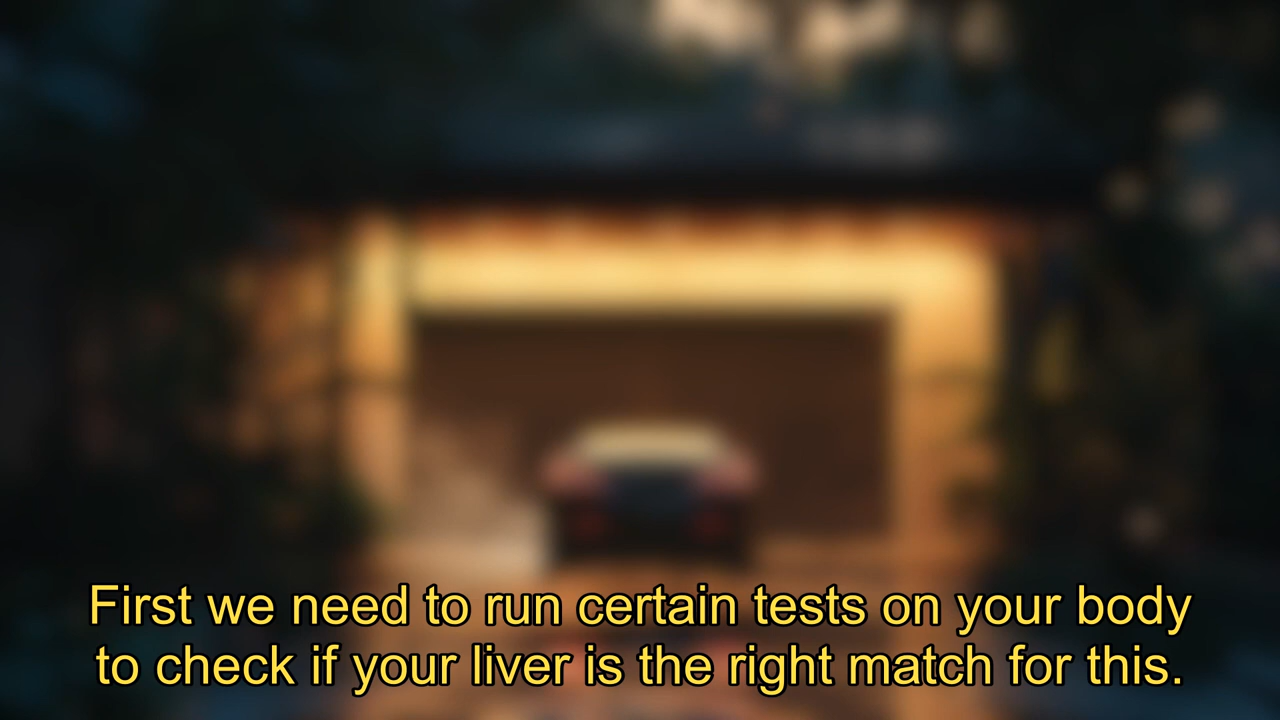 First we need to run certain tests on your body
to check if your liver is the right match for this.